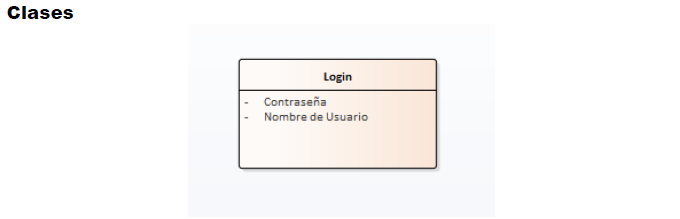 Clases
Login
- Contraseña
- Nombre de Usuario